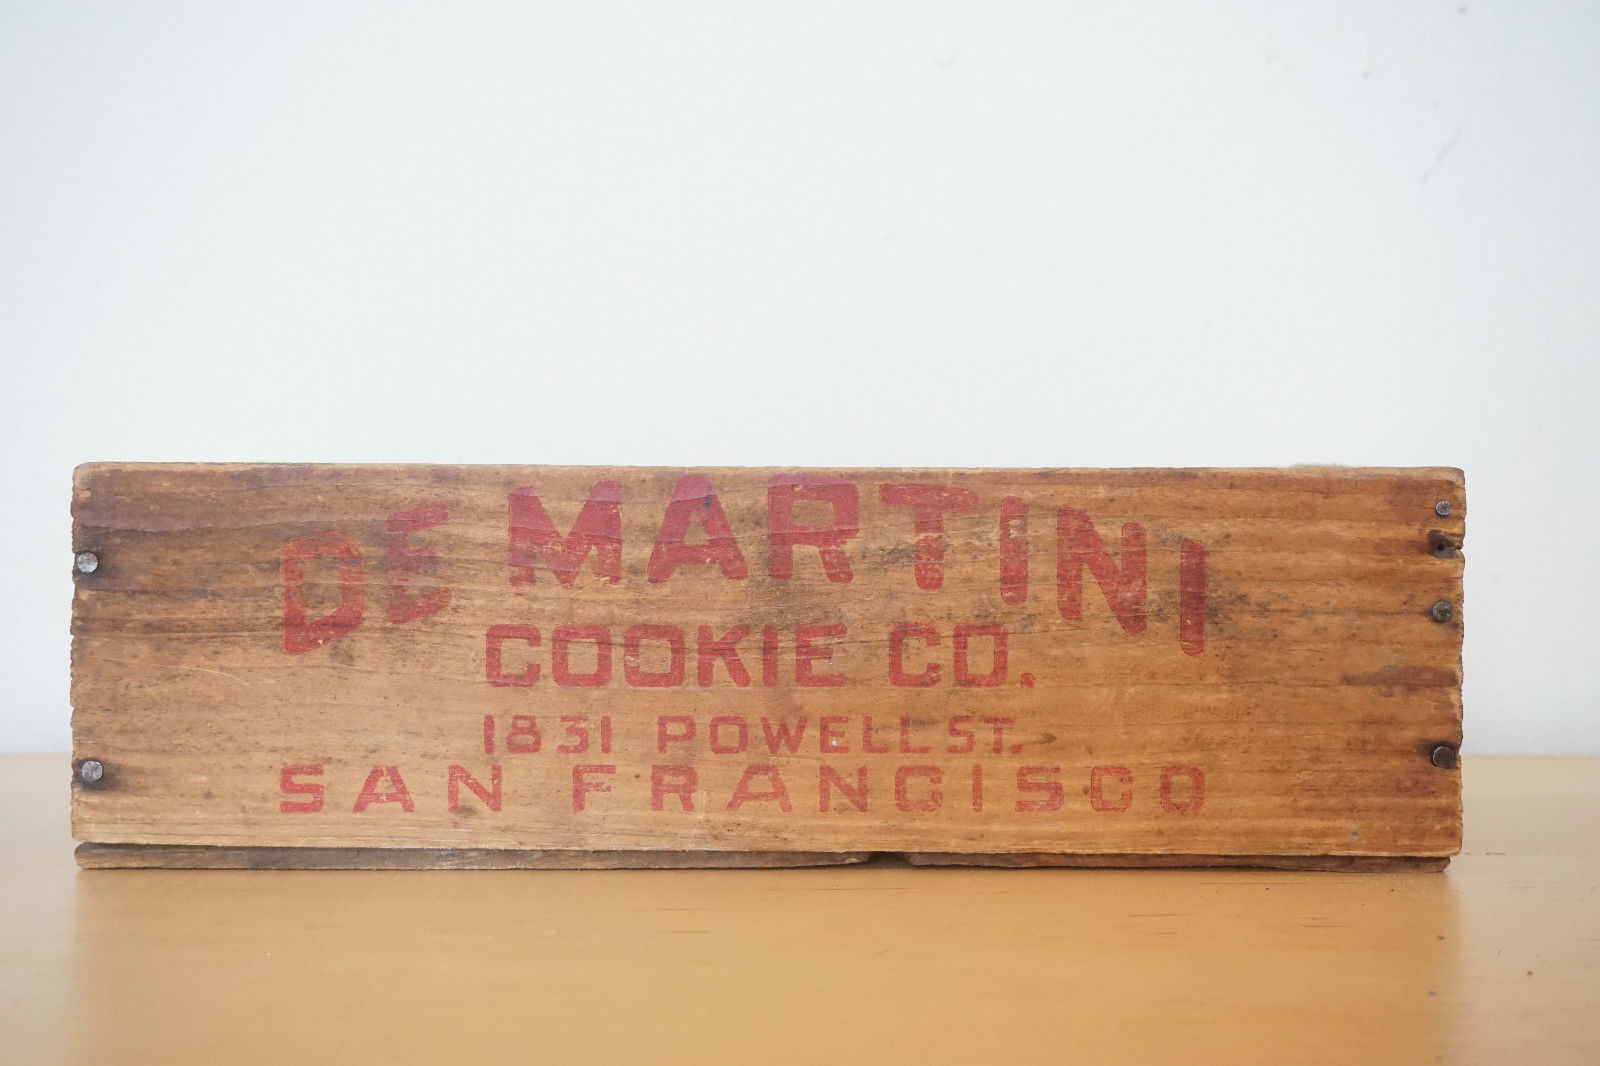 DE MARTINI
COOKIE CO.
1831 POWELL ST.
SAN FRANCISCO